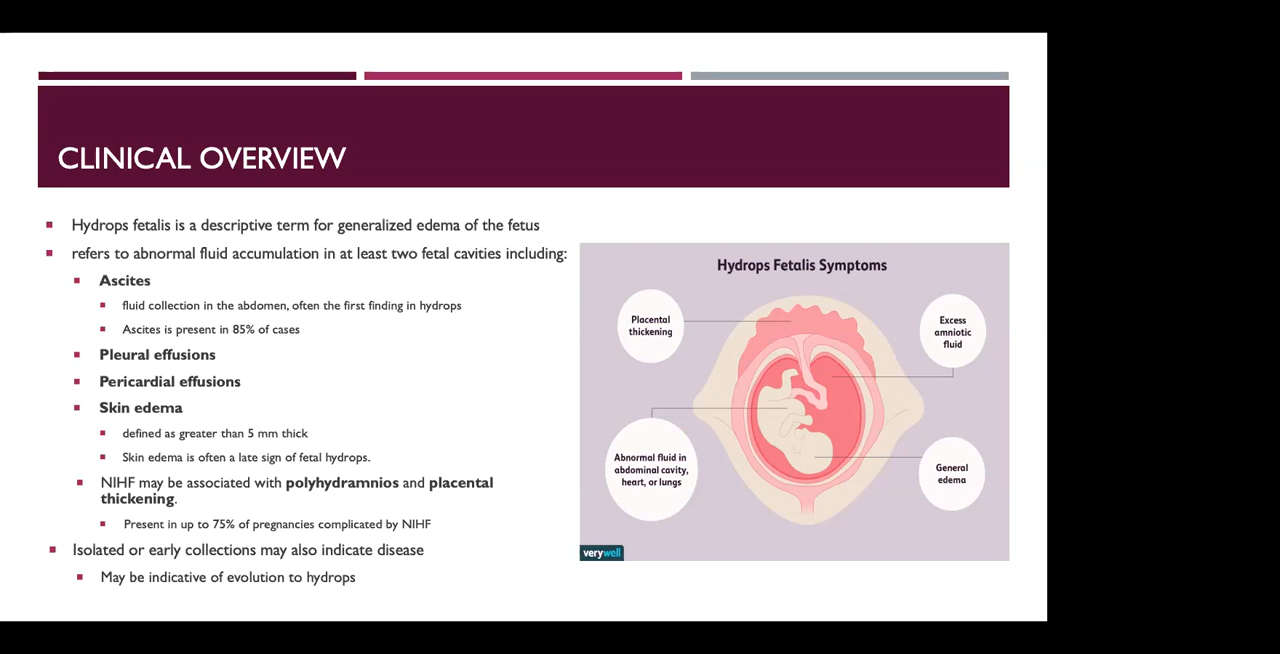 CLINICAL OVERVIEW
Hydrops fetalis is a descriptive term for generalized edema of the fetus
refers to abnormal fluid accumulation in at least two fetal cavities including:
Ascites
fluid collection in the abdomen, often the first finding in hydrops
Ascites is present in 85% of cases
Pleural effusions
Pericardial effusions
Skin edema
defined as greater than 5 mm thick
Skin edema is often a late sign of fetal hydrops.
NIHF may be associated with polyhydramnios and placental
thickening.
Present in up to 75% of pregnancies complicated by NIHF
Isolated or early collections may also indicate disease
May be indicative of evolution to hydrops
Hydrops Fetalis Symptoms
Placental
thickening
Excess
amniotic
fluid
Abnormal fluid in
abdominal cavity,
heart, or lungs
General
edema
verywell